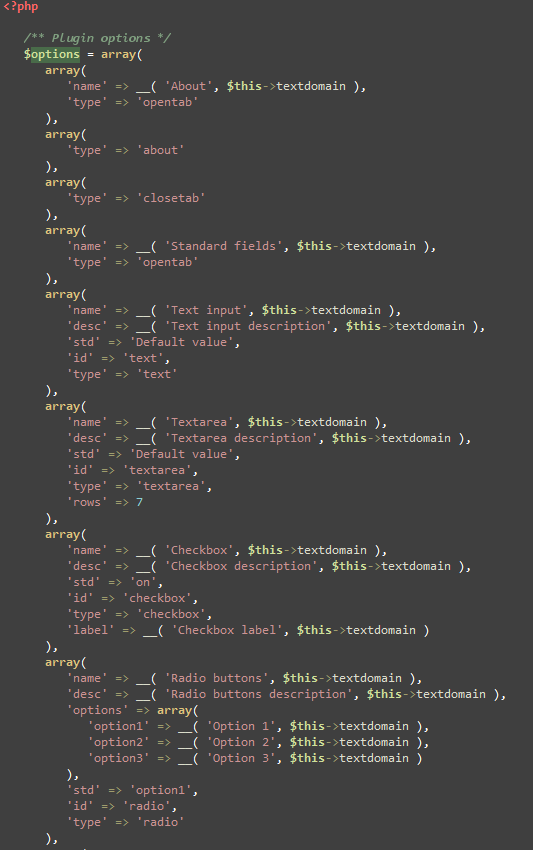 <?php
/** Plugin options */
$options = array(
array(
'name' => __( 'About', $this->textdomain ),
'type' => 'opentab'
),
array(
'type' => 'about'
),
array(
'type' => 'closetab'
),
array(
'name' => __( 'Standard fields', $this->textdomain ),
'type' => 'opentab'
),
array(
'name' => __( 'Text input', $this->textdomain ),
'desc' => __( 'Text input description', $this->textdomain ),
'std' => 'Default value',
'id' => 'text',
'type' => 'text'
),
array(
'name' => __( 'Textarea', $this->textdomain ),
'desc' => __( 'Textarea description', $this->textdomain ),
'std' => 'Default value',
'id' => 'textarea',
'type' => 'textarea',
'rows' => 7
),
array(
'name' => __( 'Checkbox', $this->textdomain ),
'desc' => __( 'Checkbox description', $this->textdomain ),
'std' => 'on',
'id' => 'checkbox',
'type' => 'checkbox',
'label' => __( 'Checkbox label', $this->textdomain )
),
array(
'name' => __( 'Radio buttons', $this->textdomain ),
'desc' => __( 'Radio buttons description', $this->textdomain ),
'options' => array(
'option1' => __( 'Option 1', $this->textdomain ),
'option2' => __( 'Option 2', $this->textdomain ),
'option3' => __( 'Option 3', $this->textdomain )
),
'std' => 'option1',
'id' => 'radio',
'type' => 'radio'
),